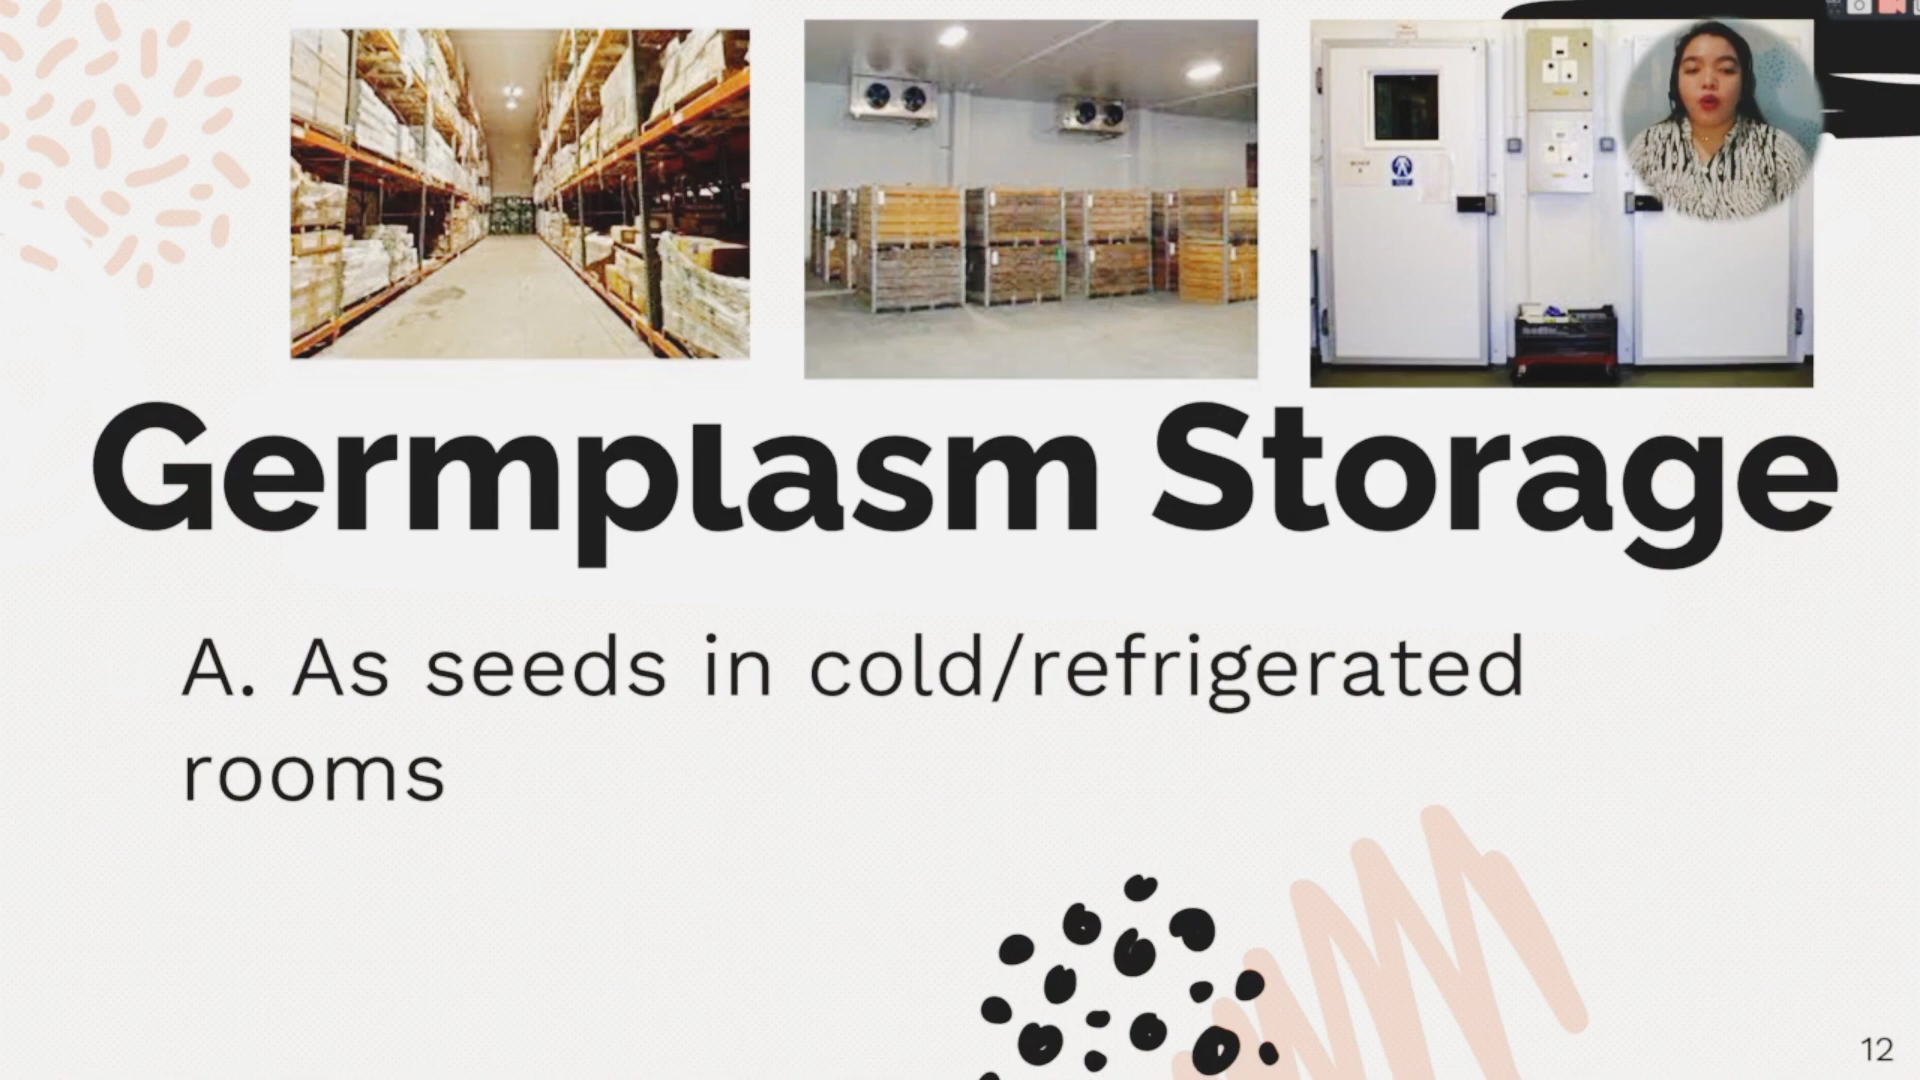 Germplasm Storage
A. As seeds in cold/refrigerated
rooms
12